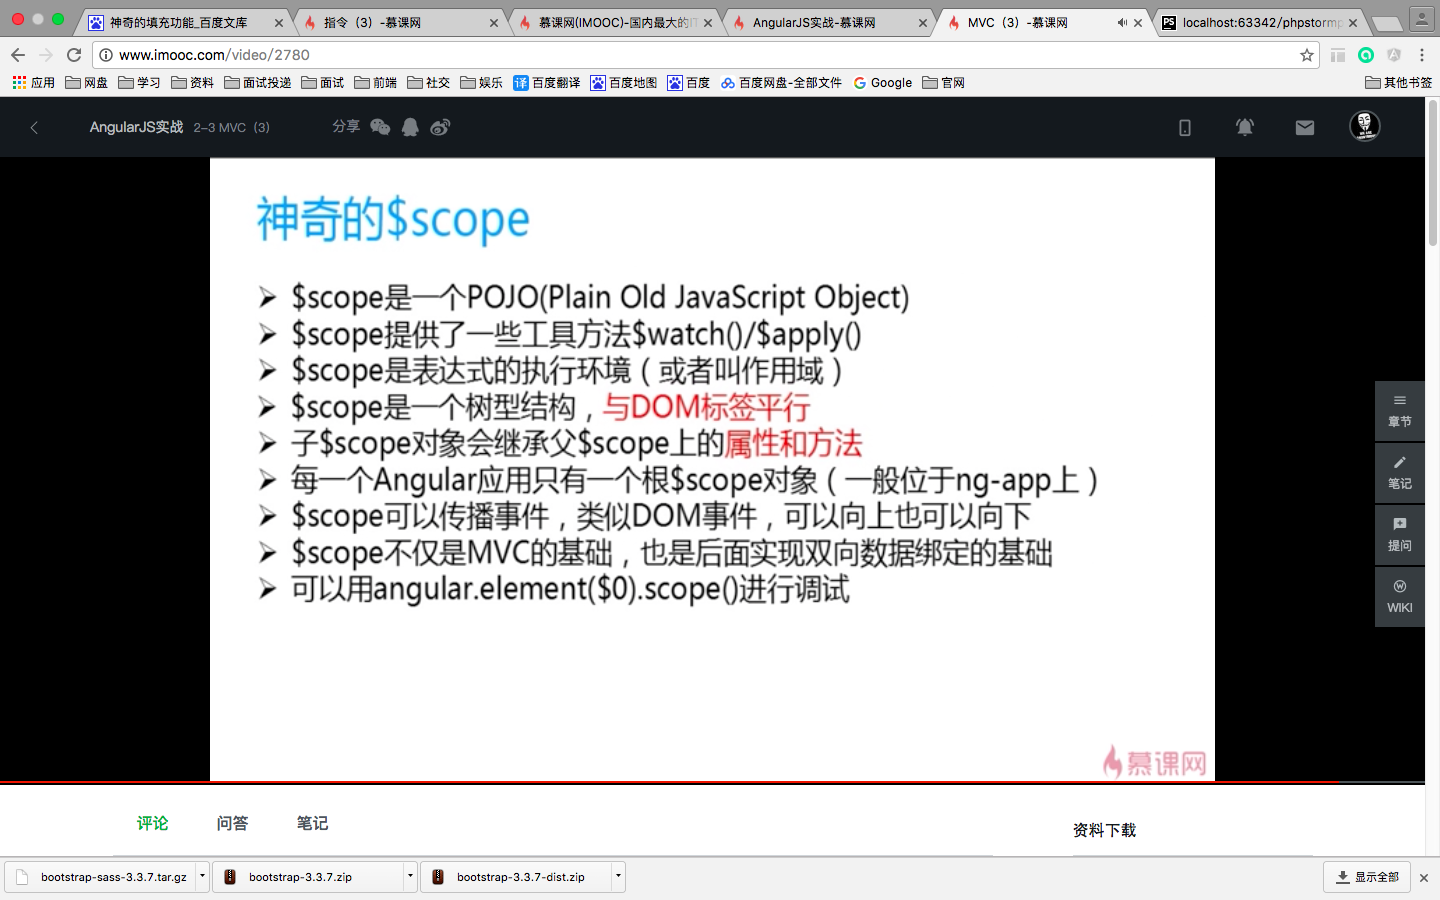 神奇的填充功能_百度文库
指令（3）-慕课网
慕课网(IMOOC)-国内最大的IT
AngularJS实战-慕课网
MVC（3）-慕课网
PS
localhost:63342/phpstormp
www.imooc.com/video/2780
应用
网盘
学习
资料
面试投递
面试
前端
社交
娱乐
译
百度翻译
百度地图
百度
百度网盘-全部文件
Google
官网
其他书签
AngularJS实战
2-3 MVC（3）
分享
神奇的$scope
$scope是一个POJO(Plain Old JavaScript Object)
$scope提供了一些工具方法$watch()/$apply()
$scope是表达式的执行环境（或者叫作用域）
$scope是一个树型结构，与DOM标签平行
子$scope对象会继承父$scope上的属性和方法
每一个Angular应用只有一个根$scope对象（一般位于ng-app上）
$scope可以传播事件，类似DOM事件，可以向上也可以向下
$scope不仅是MVC的基础，也是后面实现双向数据绑定的基础
可以用angular.element($0).scope()进行调试
慕课网
章节
笔记
提问
WIKI
评论
问答
笔记
资料下载
bootstrap-sass-3.3.7.tar.gz
bootstrap-3.3.7.zip
bootstrap-3.3.7-dist.zip
显示全部